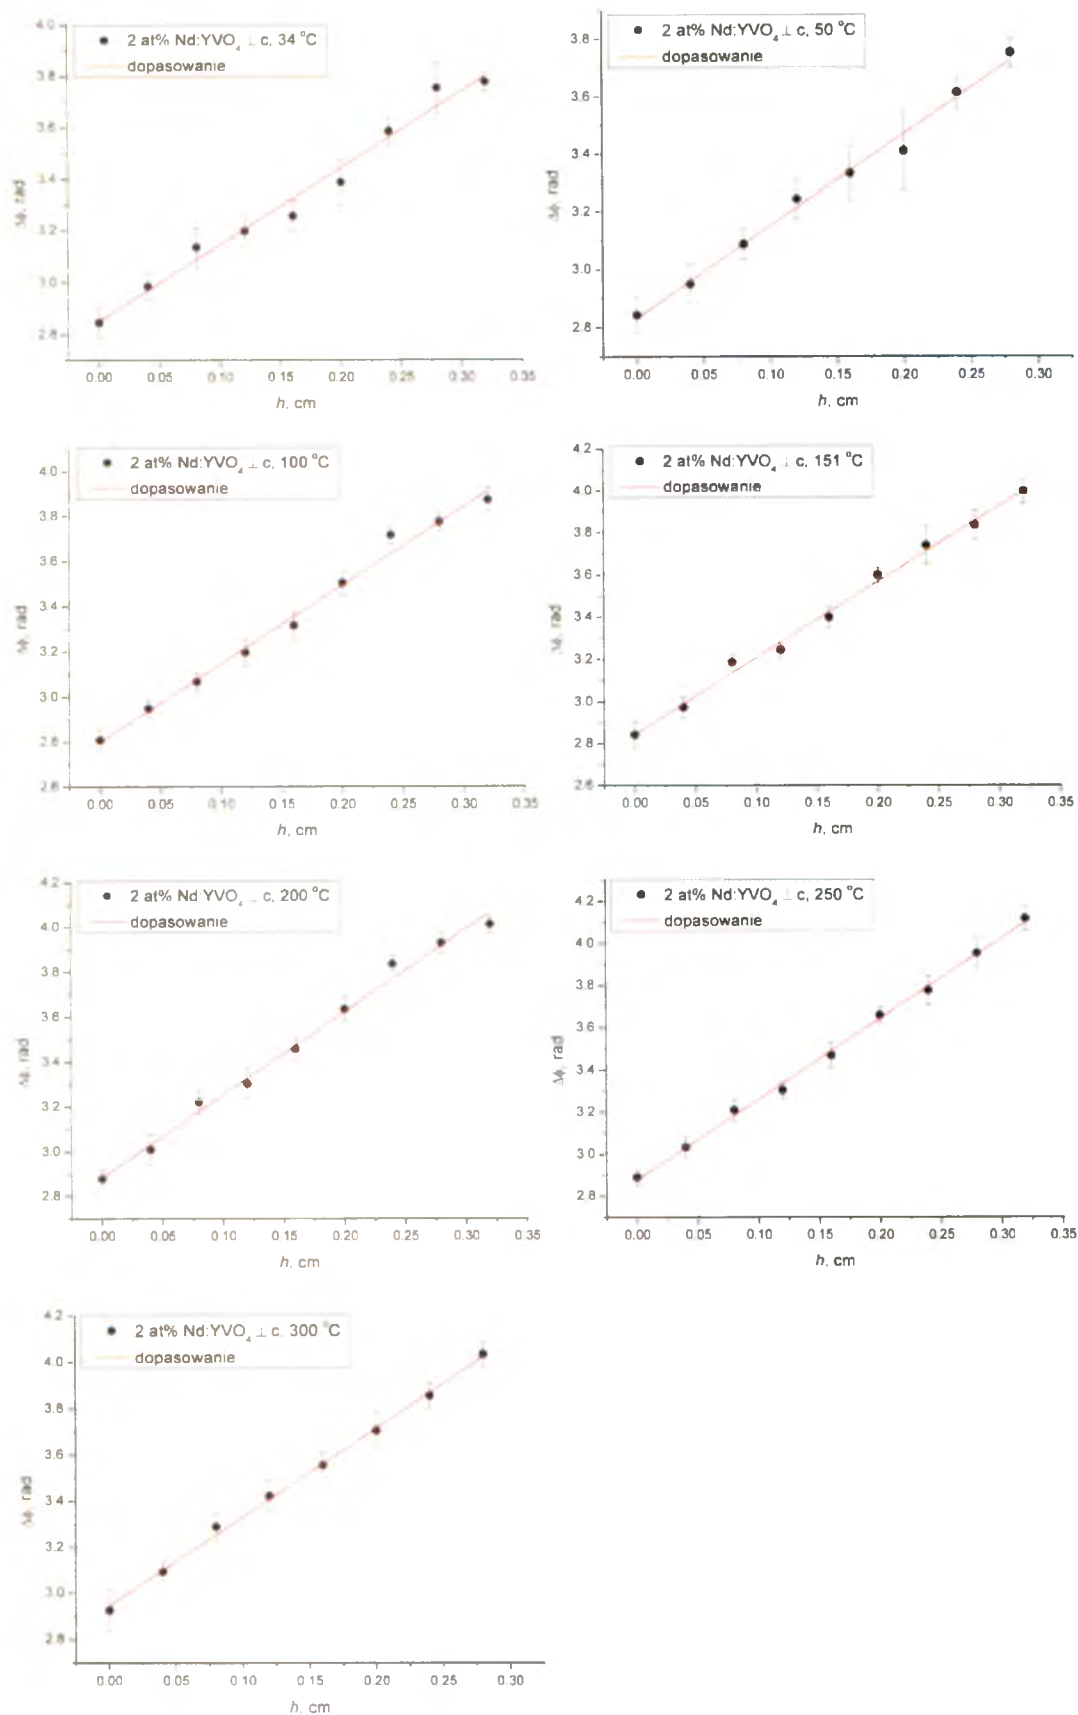 2 at% Nd:YVO₄ ⊥ c, 34 °C
dopasowanie
4.0
3.8
3.6
3.4
3.2
3.0
2.8
Δϕ, rad
0.00 0.05 0.10 0.15 0.20 0.25 0.30 0.35
h, cm
2 at% Nd:YVO₄ ⊥ c, 50 °C
dopasowanie
3.8
3.6
3.4
3.2
3.0
2.8
Δϕ, rad
0.00 0.05 0.10 0.15 0.20 0.25 0.30
h, cm
2 at% Nd:YVO₄ ⊥ c, 100 °C
dopasowanie
4.0
3.8
3.6
3.4
3.2
3.0
2.8
2.6
Δϕ, rad
0.00 0.05 0.10 0.15 0.20 0.25 0.30 0.35
h, cm
2 at% Nd:YVO₄ ⊥ c, 151 °C
dopasowanie
4.2
4.0
3.8
3.6
3.4
3.2
3.0
2.8
2.6
Δϕ, rad
0.00 0.05 0.10 0.15 0.20 0.25 0.30 0.35
h, cm
2 at% Nd:YVO₄ ⊥ c, 200 °C
dopasowanie
4.2
4.0
3.8
3.6
3.4
3.2
3.0
2.8
Δϕ, rad
0.00 0.05 0.10 0.15 0.20 0.25 0.30 0.35
h, cm
2 at% Nd:YVO₄ ⊥ c, 250 °C
dopasowanie
4.2
4.0
3.8
3.6
3.4
3.2
3.0
2.8
Δϕ, rad
0.00 0.05 0.10 0.15 0.20 0.25 0.30 0.35
h, cm
2 at% Nd:YVO₄ ⊥ c, 300 °C
dopasowanie
4.2
4.0
3.8
3.6
3.4
3.2
3.0
2.8
Δϕ, rad
0.00 0.05 0.10 0.15 0.20 0.25 0.30
h, cm